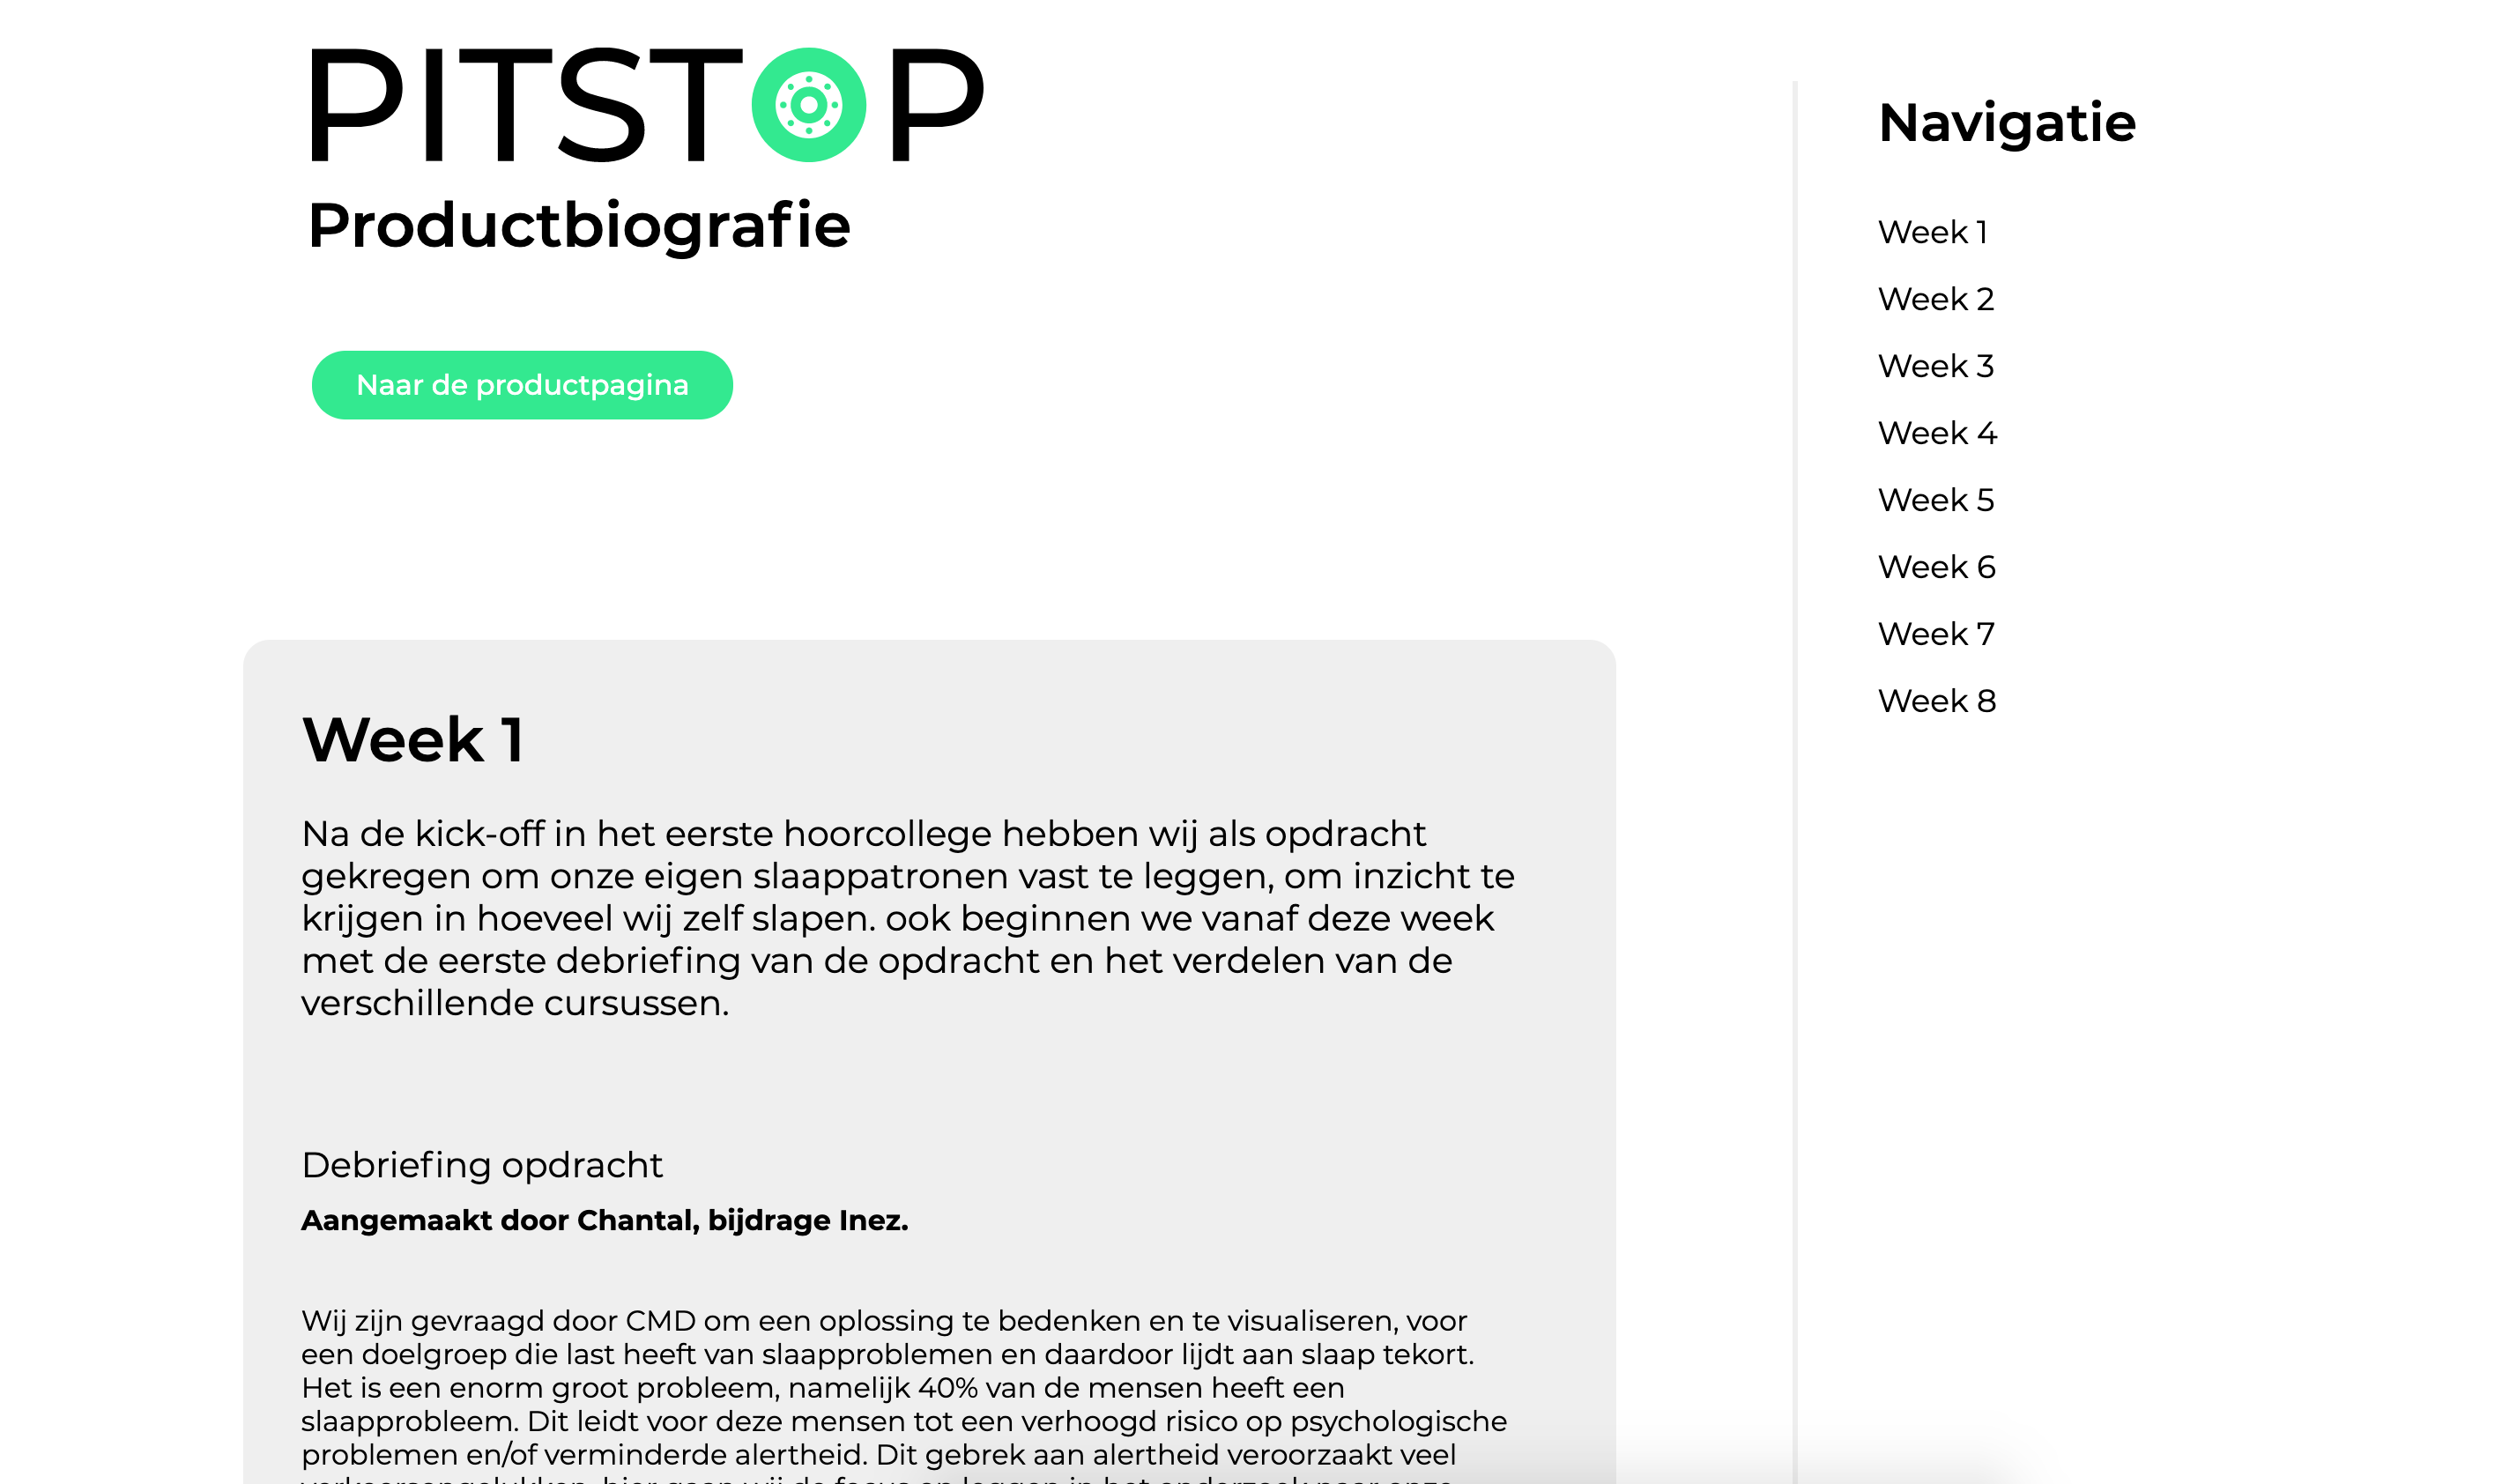 PITSTOP
Productbiografie
Naar de productpagina
Navigatie
Week 1
Week 2
Week 3
Week 4
Week 5
Week 6
Week 7
Week 8
Week 1
Na de kick-off in het eerste hoorcollege hebben wij als opdracht
gekregen om onze eigen slaappatronen vast te leggen, om inzicht te
krijgen in hoeveel wij zelf slapen. ook beginnen we vanaf deze week
met de eerste debriefing van de opdracht en het verdelen van de
verschillende cursussen.
Debriefing opdracht
Aangemaakt door Chantal, bijdrage Inez.
Wij zijn gevraagd door CMD om een oplossing te bedenken en te visualiseren, voor
een doelgroep die last heeft van slaapproblemen en daardoor lijdt aan slaap tekort.
Het is een enorm groot probleem, namelijk 40% van de mensen heeft een
slaapprobleem. Dit leidt voor deze mensen tot een verhoogd risico op psychologische
problemen en/of verminderde alertheid. Dit gebrek aan alertheid veroorzaakt veel